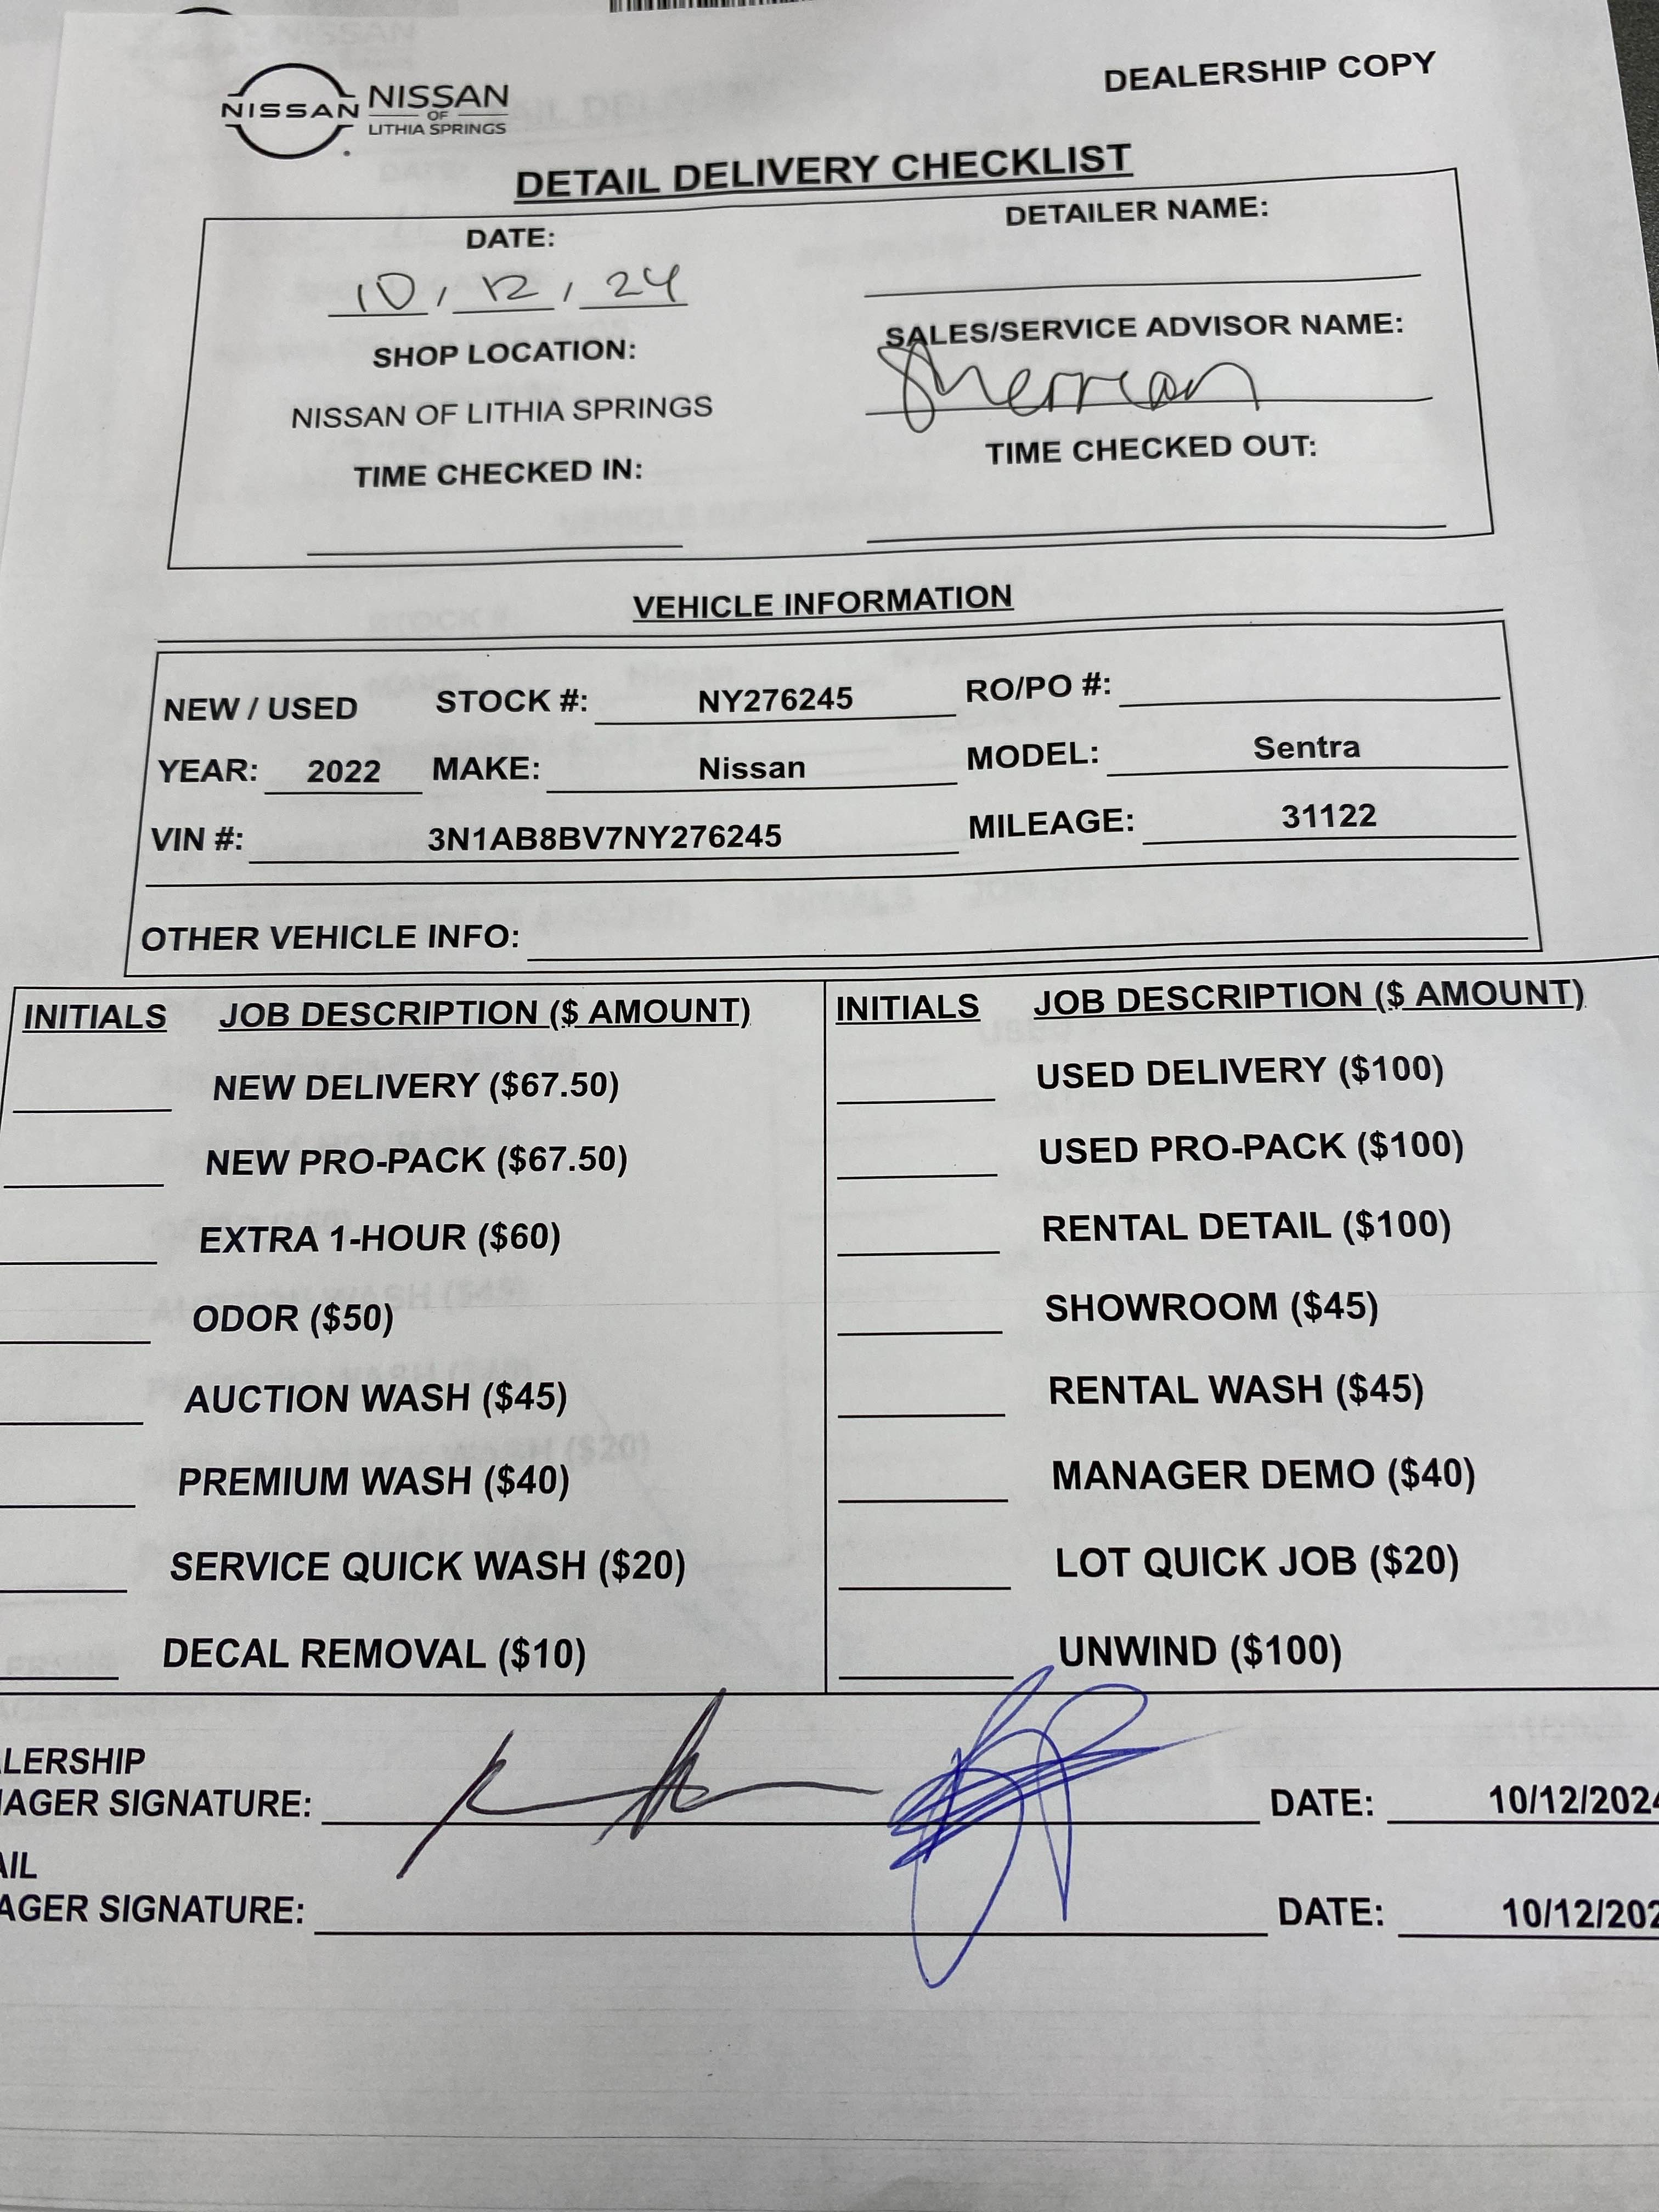 DEALERSHIP COPY
NISSAN
NISSAN
OF
LITHIA SPRINGS
DETAIL DELIVERY CHECKLIST
DATE:
10, 12, 24
DETAILER NAME:
SHOP LOCATION:
NISSAN OF LITHIA SPRINGS
SALES/SERVICE ADVISOR NAME:
TIME CHECKED IN:
TIME CHECKED OUT:
VEHICLE INFORMATION
NEW / USED STOCK #: NY276245 RO/PO #:
YEAR: 2022 MAKE: Nissan MODEL: Sentra
VIN #: 3N1AB8BV7NY276245 MILEAGE: 31122
OTHER VEHICLE INFO:
INITIALS JOB DESCRIPTION ($ AMOUNT) INITIALS JOB DESCRIPTION ($ AMOUNT)
NEW DELIVERY ($67.50) USED DELIVERY ($100)
NEW PRO-PACK ($67.50) USED PRO-PACK ($100)
EXTRA 1-HOUR ($60) RENTAL DETAIL ($100)
ODOR ($50) SHOWROOM ($45)
AUCTION WASH ($45) RENTAL WASH ($45)
PREMIUM WASH ($40) MANAGER DEMO ($40)
SERVICE QUICK WASH ($20) LOT QUICK JOB ($20)
DECAL REMOVAL ($10) UNWIND ($100)
LERSHIP
AGER SIGNATURE: DATE: 10/12/2024
AIL
AGER SIGNATURE: DATE: 10/12/202